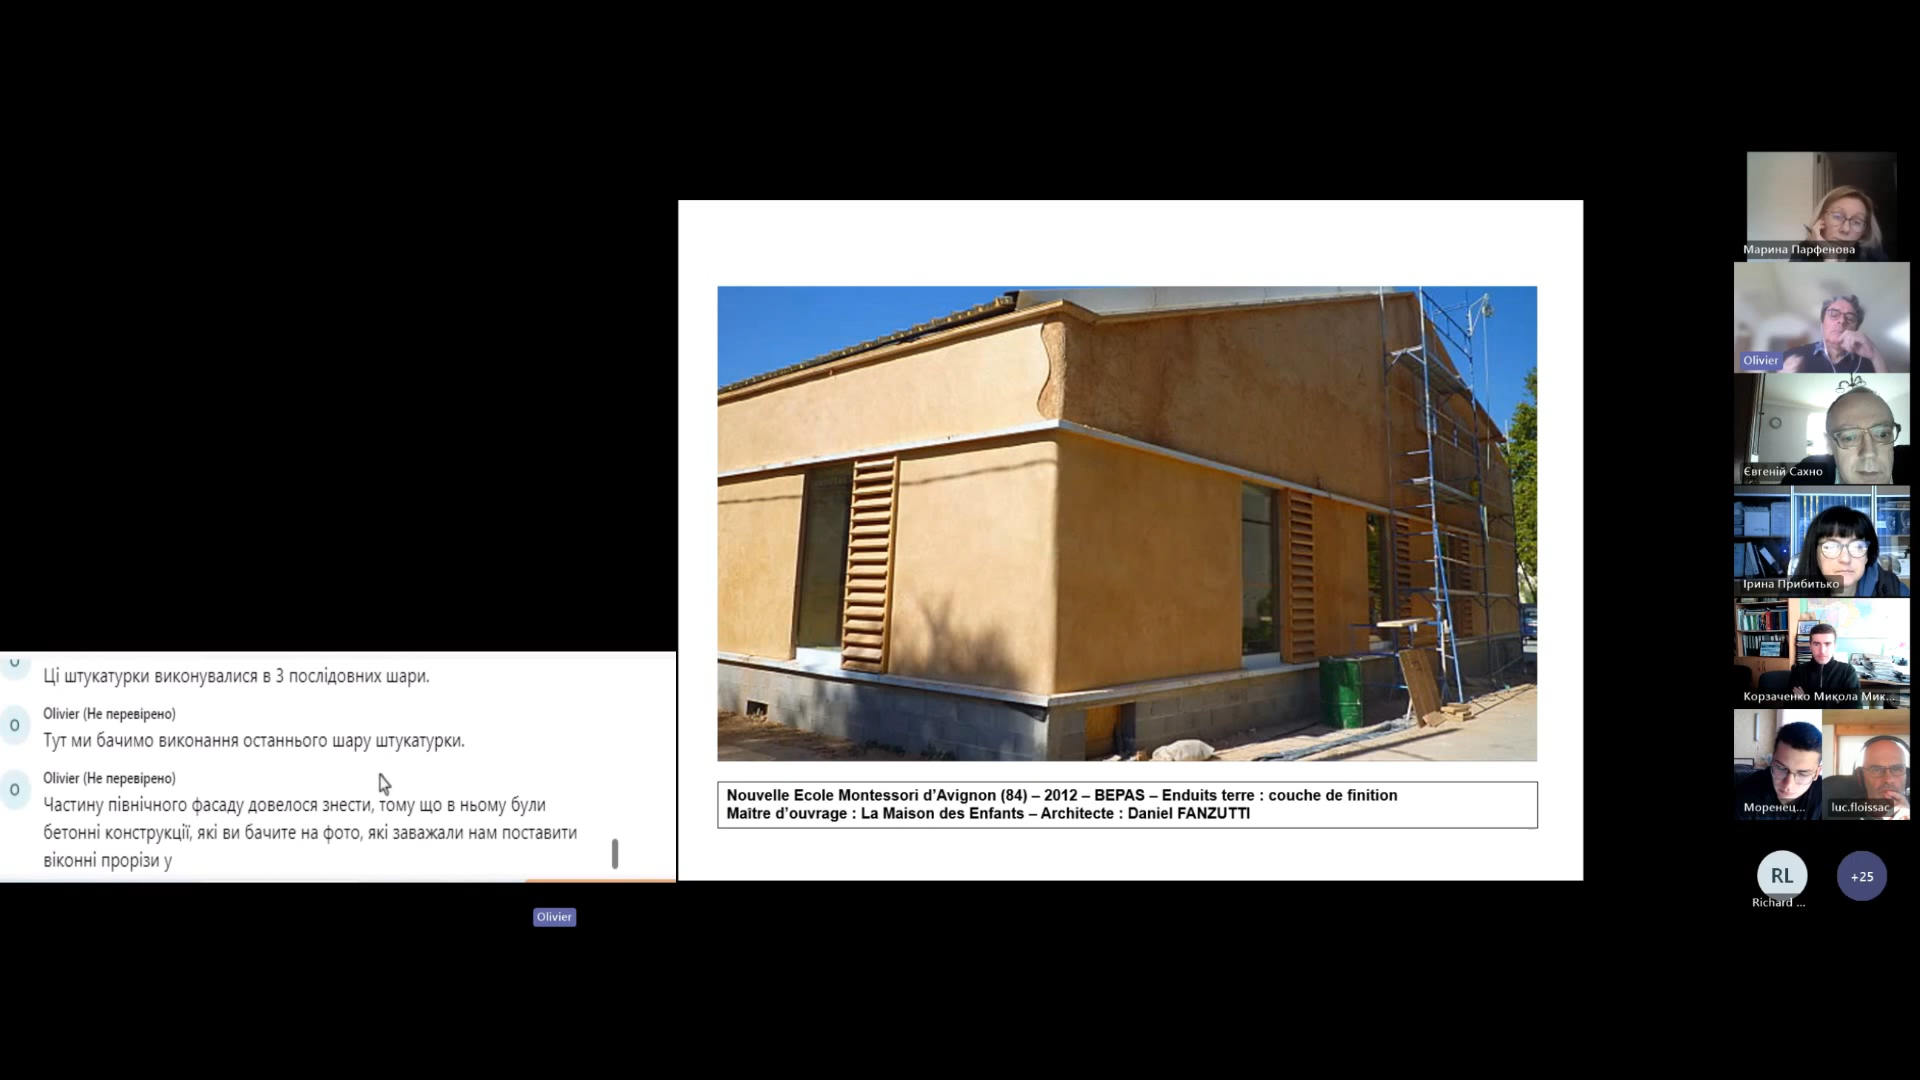 Ці штукатурки виконувалися в 3 послідовних шари.
O
Olivier (Не перевірено)
Тут ми бачимо виконання останнього шару штукатурки.
O
Olivier (Не перевірено)
Частину північного фасаду довелося знести, тому що в ньому були
бетонні конструкції, які ви бачите на фото, які заважали нам поставити
віконні прорізи у
Olivier
Nouvelle Ecole Montessori d’Avignon (84) – 2012 – BEPAS – Enduits terre : couche de finition
Maître d’ouvrage : La Maison des Enfants – Architecte : Daniel FANZUTTI
Марина Парфенова
Olivier
Євгеній Сахно
Ірина Прибитько
Корзаченко Микола Мик...
Моренец...
luc.floissac
RL
Richard ...
+25